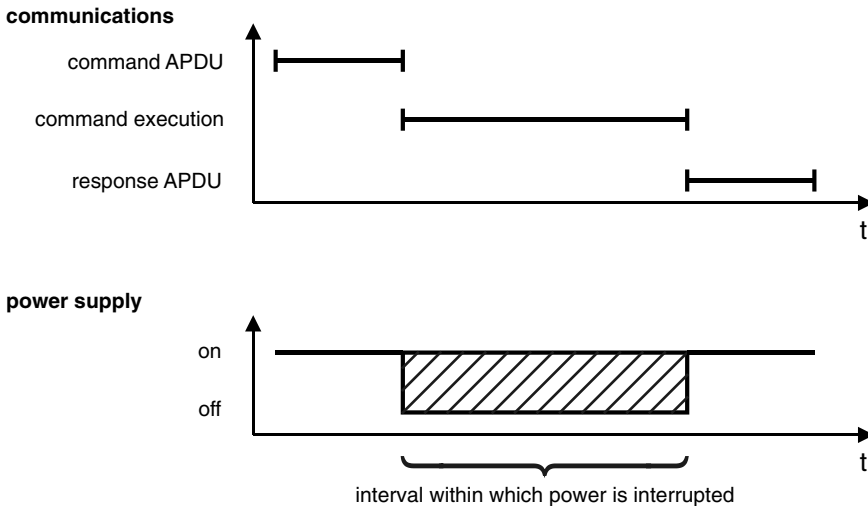 communications
command APDU
command execution
response APDU
t
power supply
on
off
t
interval within which power is interrupted